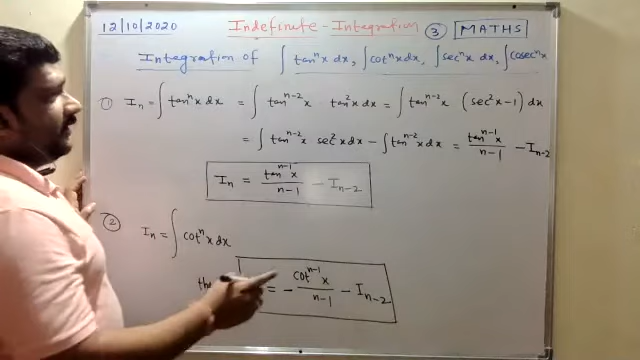 12/10/2020 Indefinite - Integration ③ MATHS
Integration of ∫ tanⁿx dx, ∫cotⁿx dx, ∫secⁿx dx, ∫cosecⁿx
① Iₙ = ∫tanⁿx dx = ∫ tanⁿ⁻²x tan²x dx = ∫ tanⁿ⁻²x (sec²x-1) dx
= ∫ tanⁿ⁻²x sec²x dx - ∫tanⁿ⁻²x dx = tanⁿ⁻¹x / n-1 - Iₙ₋₂
Iₙ = tanⁿ⁻¹x / n-1 - Iₙ₋₂
② Iₙ = ∫ cotⁿx dx
= - cotⁿ⁻¹x / n-1 - Iₙ₋₂